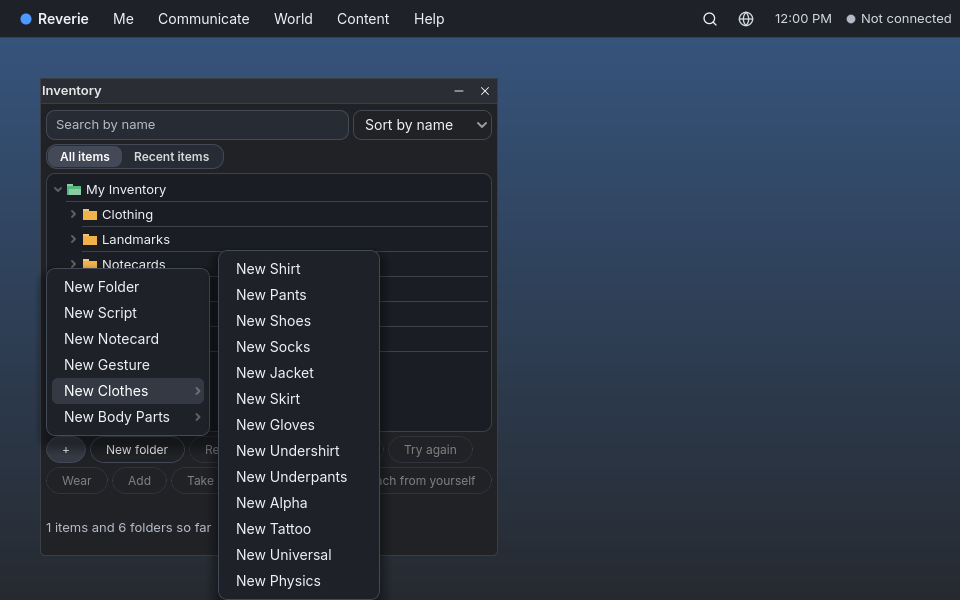 Reverie Me Communicate World Content Help 12:00 PM Not connected
Inventory
Search by name Sort by name
All items Recent items
My Inventory
Clothing
Landmarks
Notecards
New Folder
New Script
New Notecard
New Gesture
New Clothes
New Body Parts
New Shirt
New Pants
New Shoes
New Socks
New Jacket
New Skirt
New Gloves
New Undershirt
New Underpants
New Alpha
New Tattoo
New Universal
New Physics
+ New folder Try again
Wear Add Take from yourself
1 items and 6 folders so far